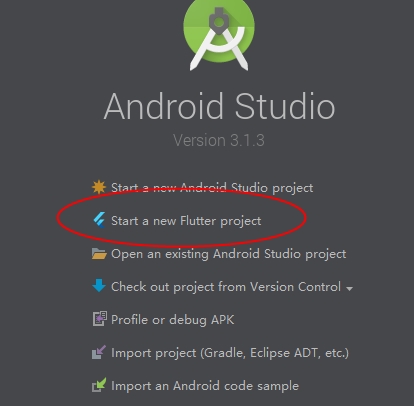 Android Studio
Version 3.1.3
Start a new Android Studio project
Start a new Flutter project
Open an existing Android Studio project
Check out project from Version Control
Profile or debug APK
Import project (Gradle, Eclipse ADT, etc.)
Import an Android code sample